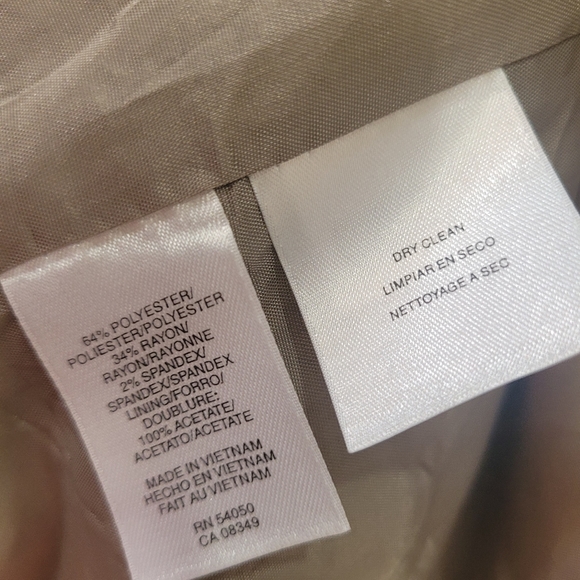 64% POLYESTER/
POLIESTER/POLYESTER
34% RAYON/
RAYON/RAYONNE
2% SPANDEX/
SPANDEX/SPANDEX
LINING/FORRO/
DOUBLURE:
100% ACETATE/
ACETATO/ACETATE
MADE IN VIETNAM
HECHO EN VIETNAM
FAIT AU VIETNAM
RN 54050
CA 08349
DRY CLEAN
LIMPIAR EN SECO
NETTOYAGE A SEC